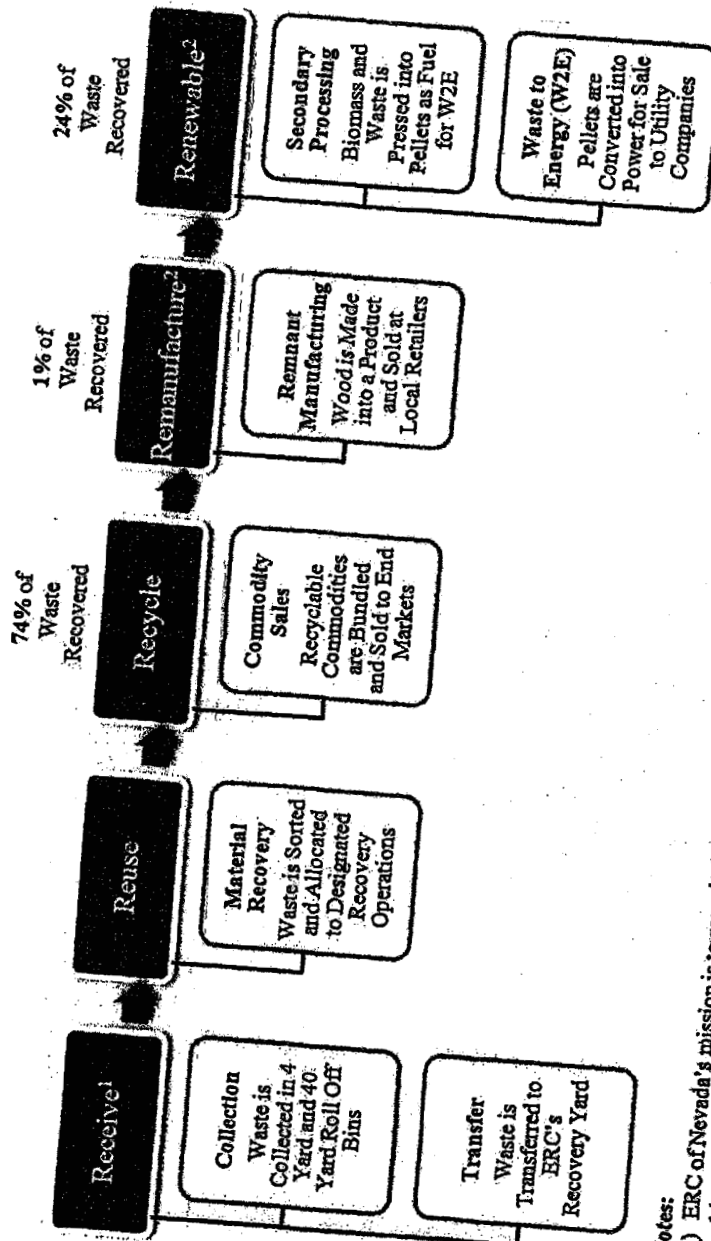 Receive1
Collection
Waste is
Collected in 4
Yard and 40
Yard Roll Off
Bins
Transfer
Waste is
Transferred to
ERC"s
Recovery Yard
Reuse
Material
Recovery
Waste is Sorted
and Allocated
to Designated
Recovery
Operations
74% of
Waste
Recovered
Recycle
Commodity
Sales
Recyclable
Commodities
are Bundled
and Sold to End
Markets
1% of
Waste
Recovered
Remanufacture2
Remnant
Manufacturing
Wood is Made
into a Product
and Sold at
Local Retailers
24% of
Waste
Recovered
Renewable2
Secondary
Processing
Biomass and
Waste is
Pressed into
Pellets as Fuel
for W2E
Waste to
Energy (W2E)
Pellets are
Converted into
Power for Sale
to Utility
Companies
otes:
) ERC of Nevada's mission is